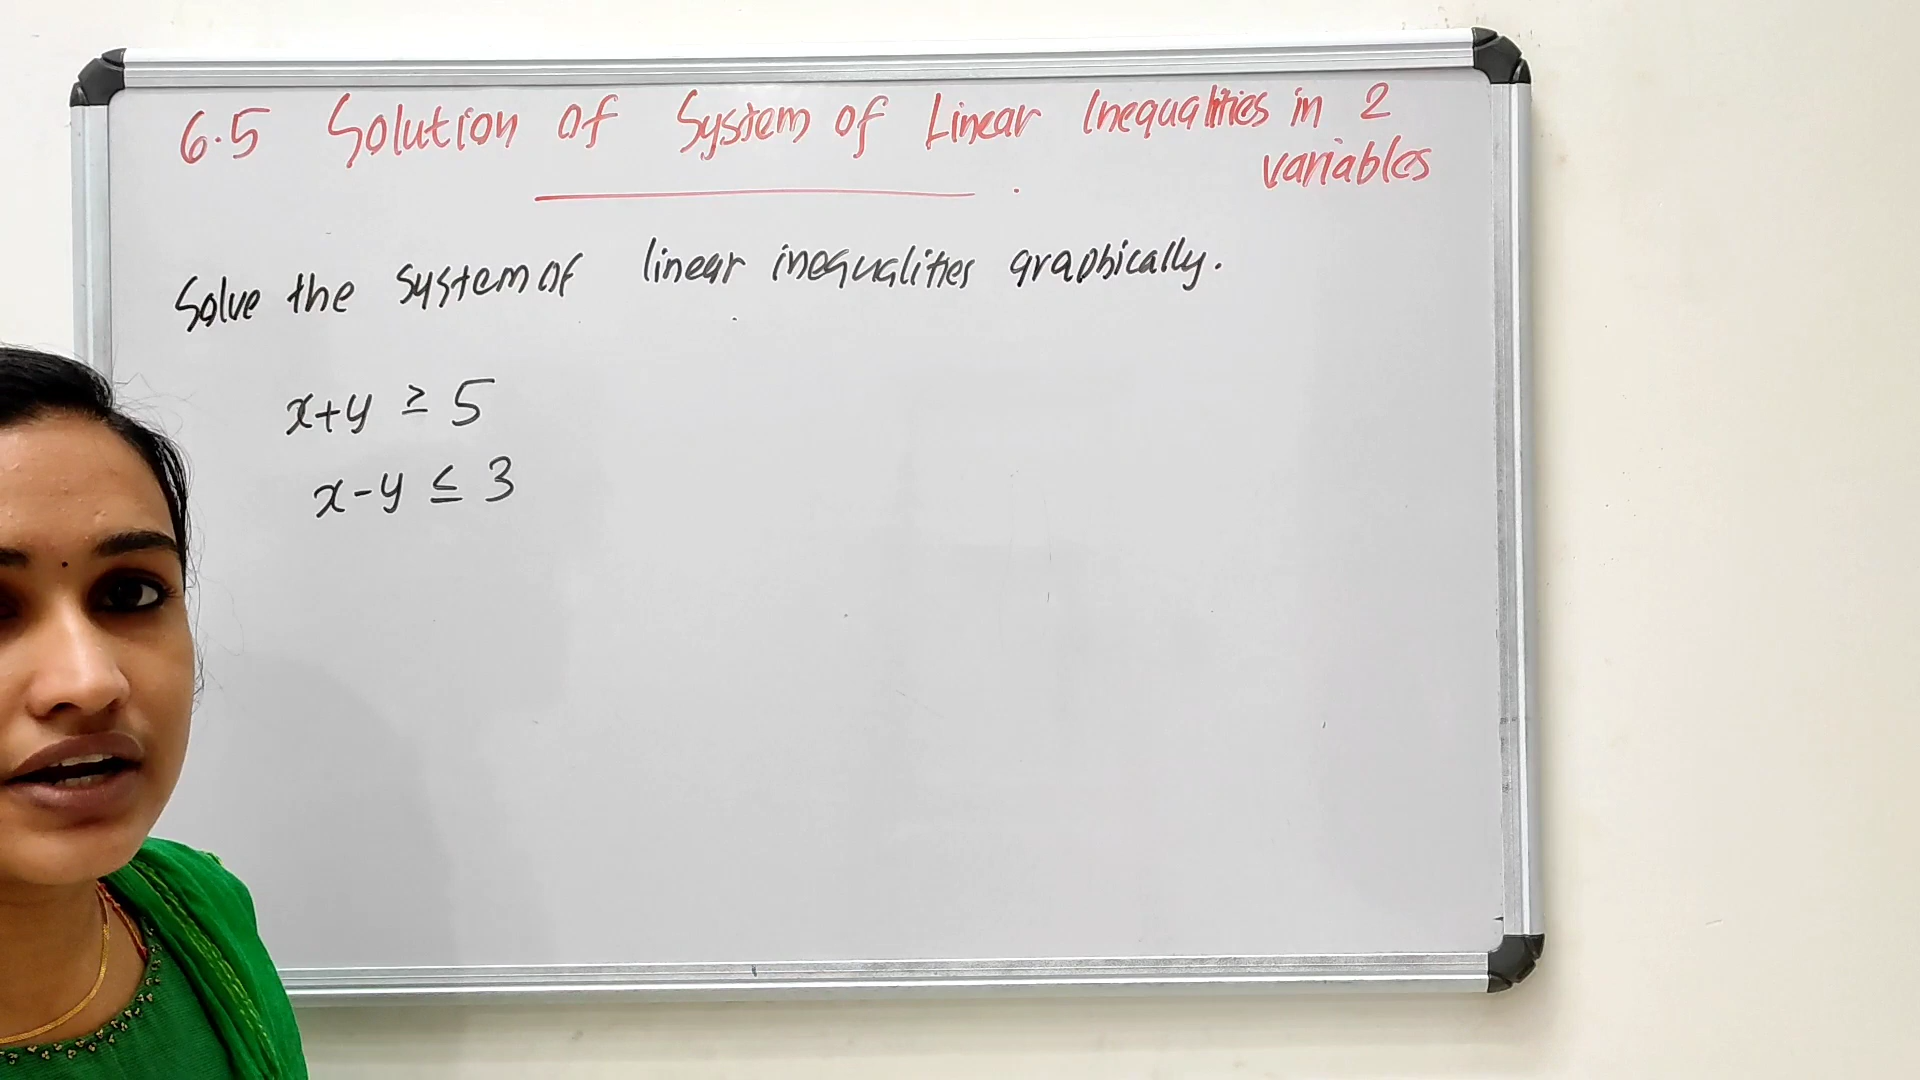 6.5 Solution of System of Linear Inequalities in 2
variables
Solve the system of linear inequalities graphically.
x+y ≥ 5
x-y ≤ 3